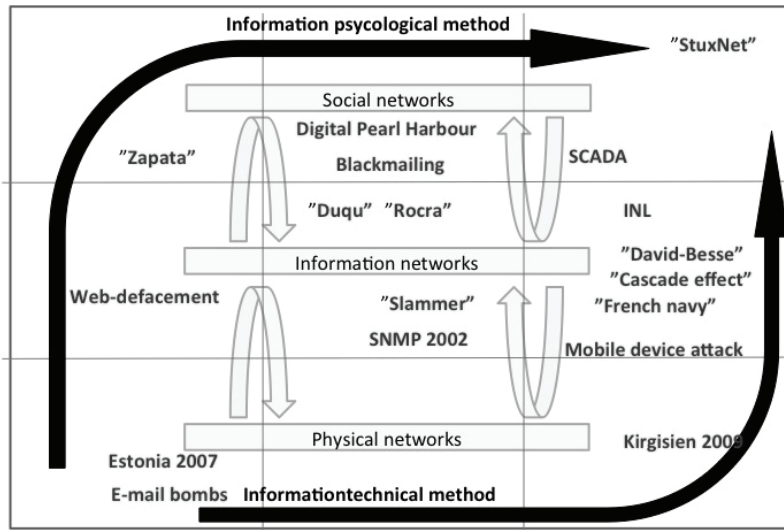 Information psycological method
”StuxNet”
Social networks
Digital Pearl Harbour
”Zapata”
Blackmailing
SCADA
”Duqu” ”Rocra”
INL
”David-Besse”
Information networks
”Cascade effect”
Web-defacement
”Slammer”
”French navy”
SNMP 2002
Mobile device attack
Physical networks
Kirgisien 2009
Estonia 2007
E-mail bombs
Informationtechnical method